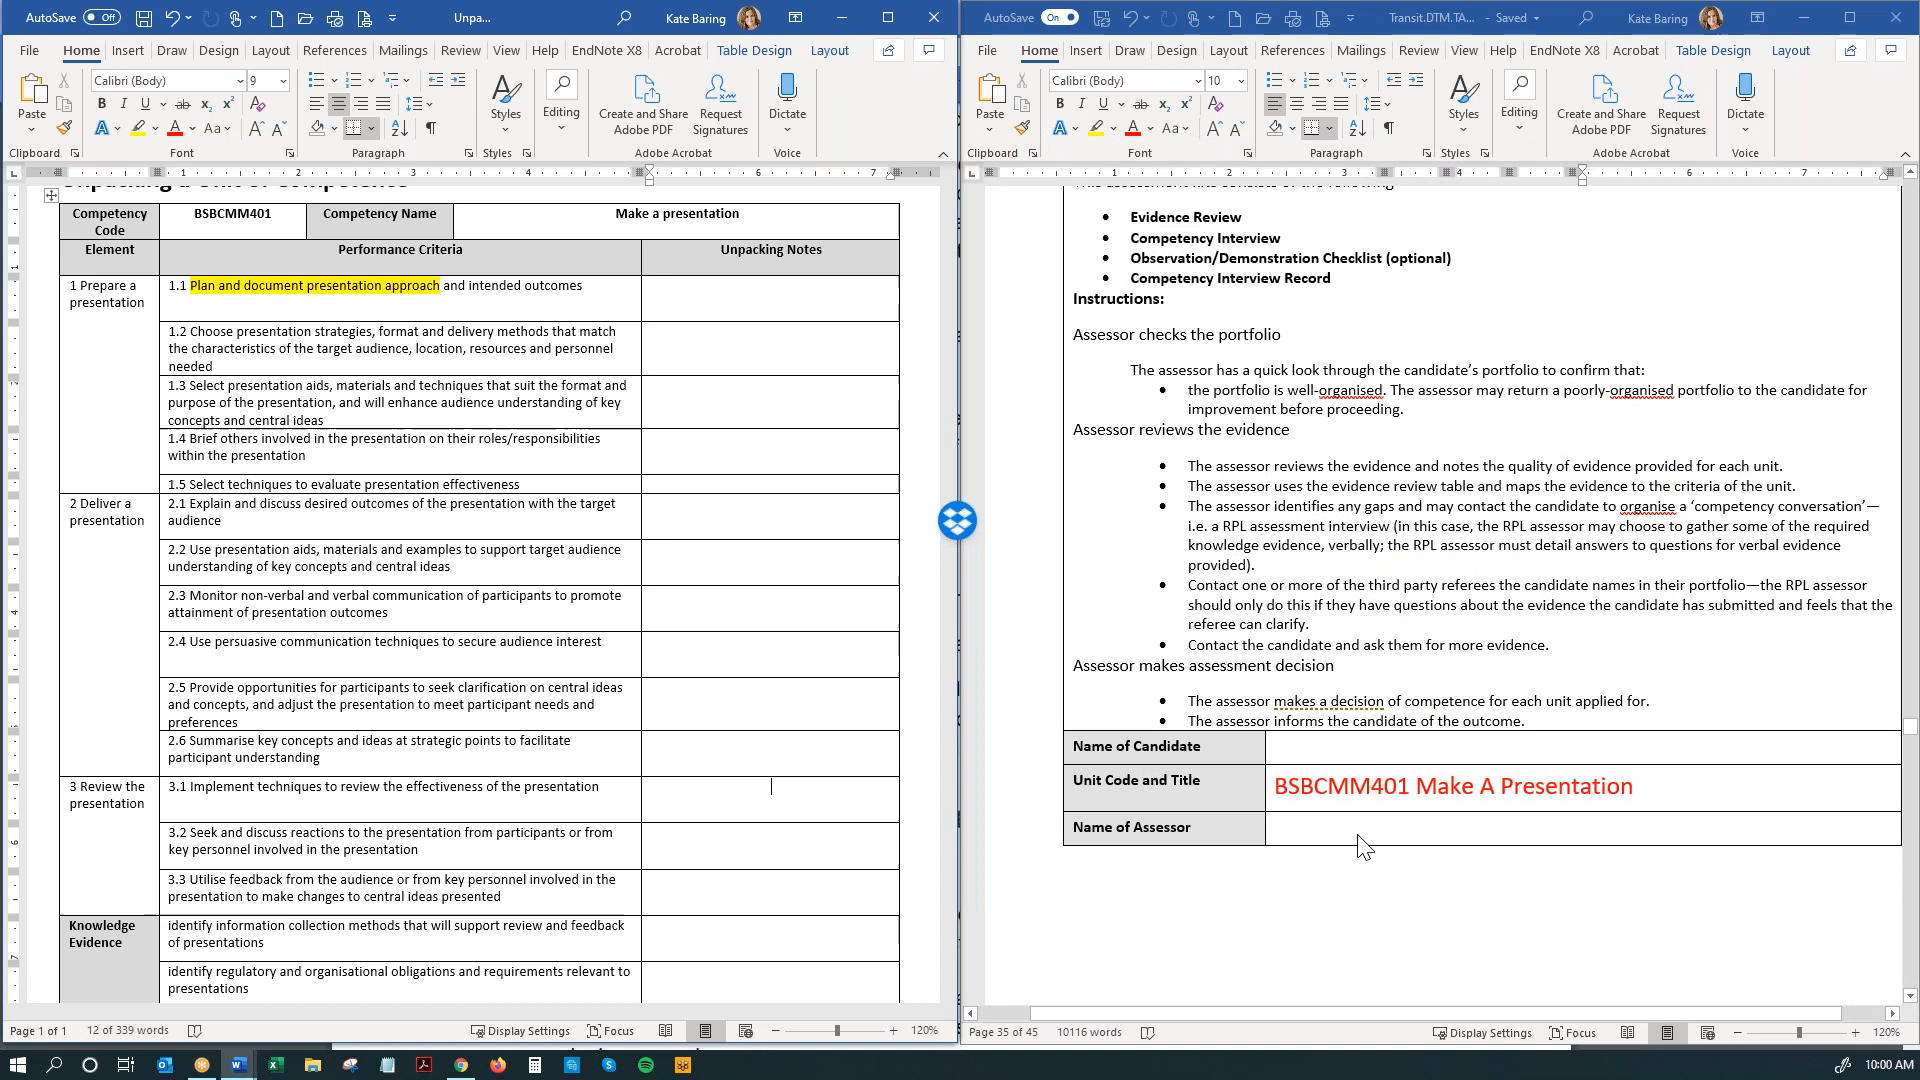 AutoSave Off
Unpa...
Kate Baring
File Home Insert Draw Design Layout References Mailings Review View Help EndNote X8 Acrobat Table Design Layout
Calibri (Body) 9
Paste
Styles
Editing
Create and Share Adobe PDF
Request Signatures
Dictate
Clipboard Font Paragraph Styles Adobe Acrobat Voice
Competency Code BSBCMM401 Competency Name Make a presentation
Element Performance Criteria Unpacking Notes
1 Prepare a presentation
1.1 Plan and document presentation approach and intended outcomes
1.2 Choose presentation strategies, format and delivery methods that match
the characteristics of the target audience, location, resources and personnel
needed
1.3 Select presentation aids, materials and techniques that suit the format and
purpose of the presentation, and will enhance audience understanding of key
concepts and central ideas
1.4 Brief others involved in the presentation on their roles/responsibilities
within the presentation
1.5 Select techniques to evaluate presentation effectiveness
2 Deliver a presentation
2.1 Explain and discuss desired outcomes of the presentation with the target
audience
2.2 Use presentation aids, materials and examples to support target audience
understanding of key concepts and central ideas
2.3 Monitor non-verbal and verbal communication of participants to promote
attainment of presentation outcomes
2.4 Use persuasive communication techniques to secure audience interest
2.5 Provide opportunities for participants to seek clarification on central ideas
and concepts, and adjust the presentation to meet participant needs and
preferences
2.6 Summarise key concepts and ideas at strategic points to facilitate
participant understanding
3 Review the presentation
3.1 Implement techniques to review the effectiveness of the presentation
3.2 Seek and discuss reactions to the presentation from participants or from
key personnel involved in the presentation
3.3 Utilise feedback from the audience or from key personnel involved in the
presentation to make changes to central ideas presented
Knowledge Evidence
identify information collection methods that will support review and feedback
of presentations
identify regulatory and organisational obligations and requirements relevant to
presentations
Page 1 of 1 12 of 339 words Display Settings Focus 120%
AutoSave On
Transit.DTM.TA... - Saved
Kate Baring
File Home Insert Draw Design Layout References Mailings Review View Help EndNote X8 Acrobat Table Design Layout
Calibri (Body) 10
Paste
Styles
Editing
Create and Share Adobe PDF
Request Signatures
Dictate
Clipboard Font Paragraph Styles Adobe Acrobat Voice
Evidence Review
Competency Interview
Observation/Demonstration Checklist (optional)
Competency Interview Record
Instructions:
Assessor checks the portfolio
The assessor has a quick look through the candidate’s portfolio to confirm that:
the portfolio is well-organised. The assessor may return a poorly-organised portfolio to the candidate for
improvement before proceeding.
Assessor reviews the evidence
The assessor reviews the evidence and notes the quality of evidence provided for each unit.
The assessor uses the evidence review table and maps the evidence to the criteria of the unit.
The assessor identifies any gaps and may contact the candidate to organise a ‘competency conversation’—
i.e. a RPL assessment interview (in this case, the RPL assessor may choose to gather some of the required
knowledge evidence, verbally; the RPL assessor must detail answers to questions for verbal evidence
provided).
Contact one or more of the third party referees the candidate names in their portfolio—the RPL assessor
should only do this if they have questions about the evidence the candidate has submitted and feels that the
referee can clarify.
Contact the candidate and ask them for more evidence.
Assessor makes assessment decision
The assessor makes a decision of competence for each unit applied for.
The assessor informs the candidate of the outcome.
Name of Candidate
Unit Code and Title BSBCMM401 Make A Presentation
Name of Assessor
Page 35 of 45 10116 words Display Settings Focus 120%
10:00 AM